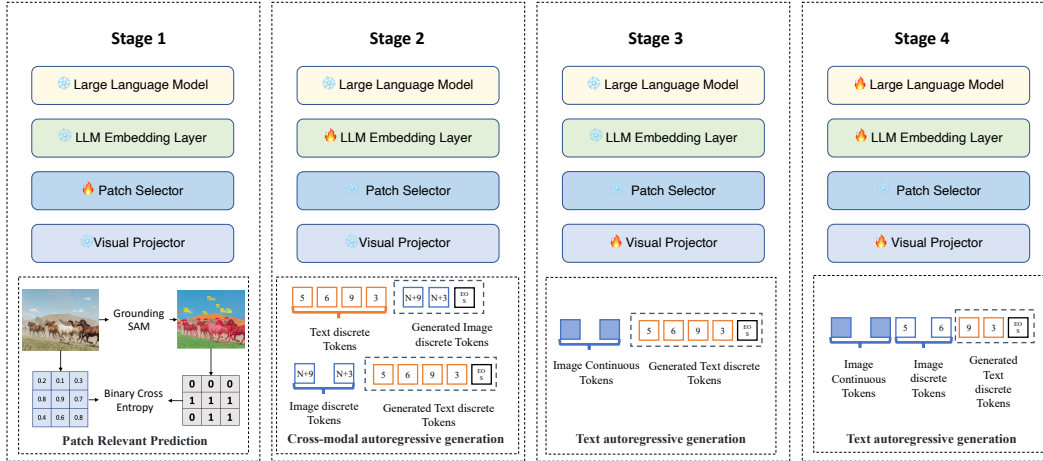 Stage 1
Large Language Model
LLM Embedding Layer
Patch Selector
Visual Projector
Grounding
SAM
0.2 0.1 0.3
0.8 0.9 0.7
0.4 0.6 0.8
Binary Cross
Entropy
0 0 0
1 1 1
0 1 1
Patch Relevant Prediction
Stage 2
Large Language Model
LLM Embedding Layer
Patch Selector
Visual Projector
5 6 9 3
N+9 N+3 EO
S
Text discrete
Tokens
Generated Image
discrete Tokens
N+9 N+3
5 6 9 3 EO
S
Image discrete
Tokens
Generated Text discrete
Tokens
Cross-modal autoregressive generation
Stage 3
Large Language Model
LLM Embedding Layer
Patch Selector
Visual Projector
5 6 9 3 EO
S
Image Continuous
Tokens
Generated Text discrete
Tokens
Text autoregressive generation
Stage 4
Large Language Model
LLM Embedding Layer
Patch Selector
Visual Projector
5 6
9 3 EO
S
Image
Continuous
Tokens
Image
discrete
Tokens
Generated
Text
discrete
Tokens
Text autoregressive generation